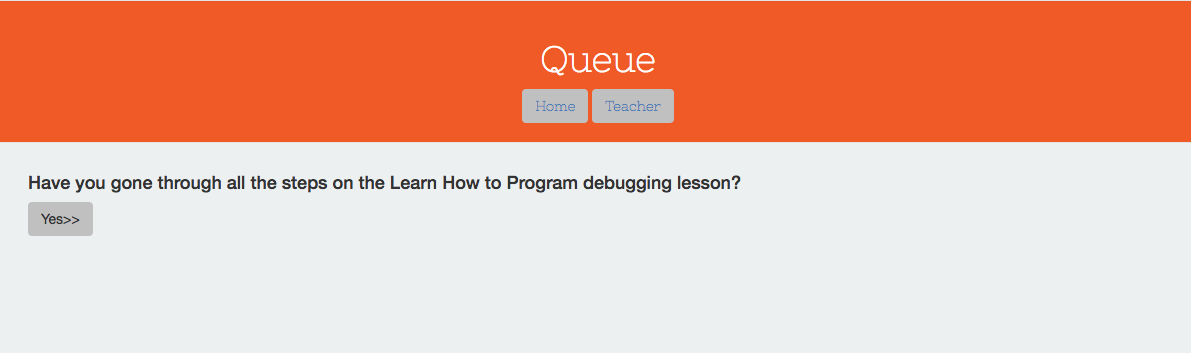 Queue
Home Teacher
Have you gone through all the steps on the Learn How to Program debugging lesson?
Yes>>